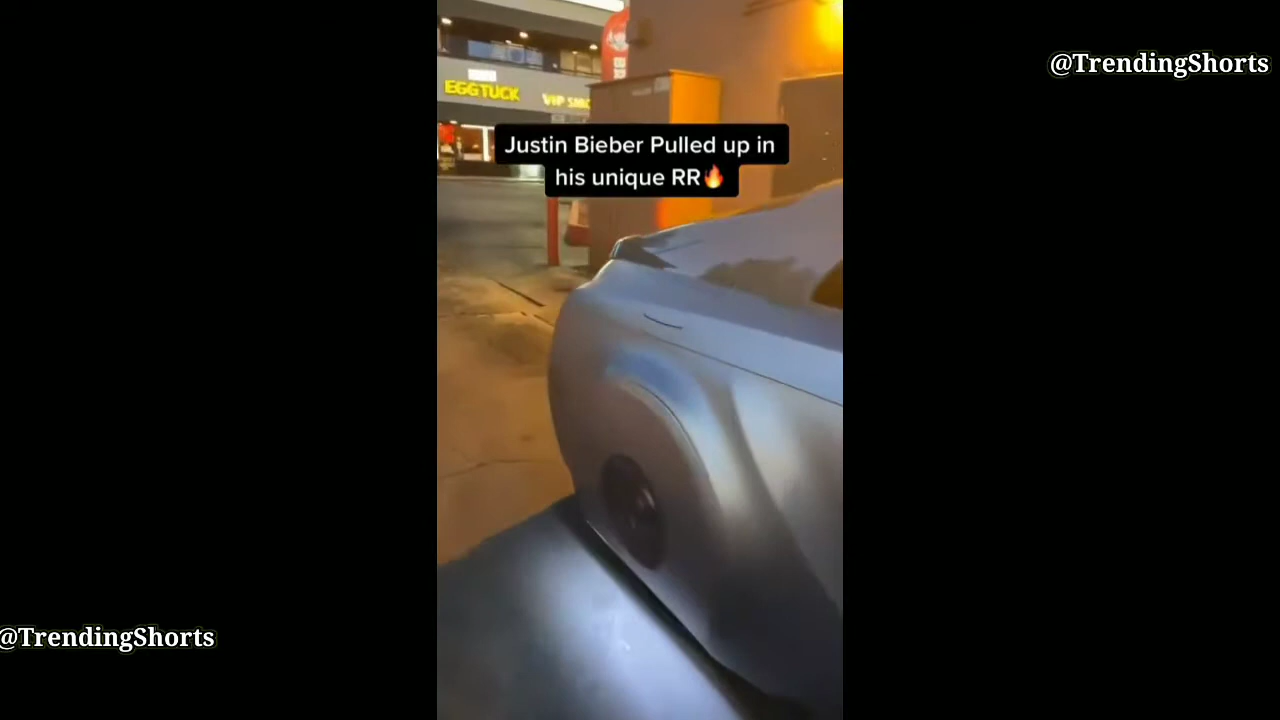 @TrendingShorts
EGGTUCK
VIP SMO
Justin Bieber Pulled up in
his unique RR🔥
@TrendingShorts